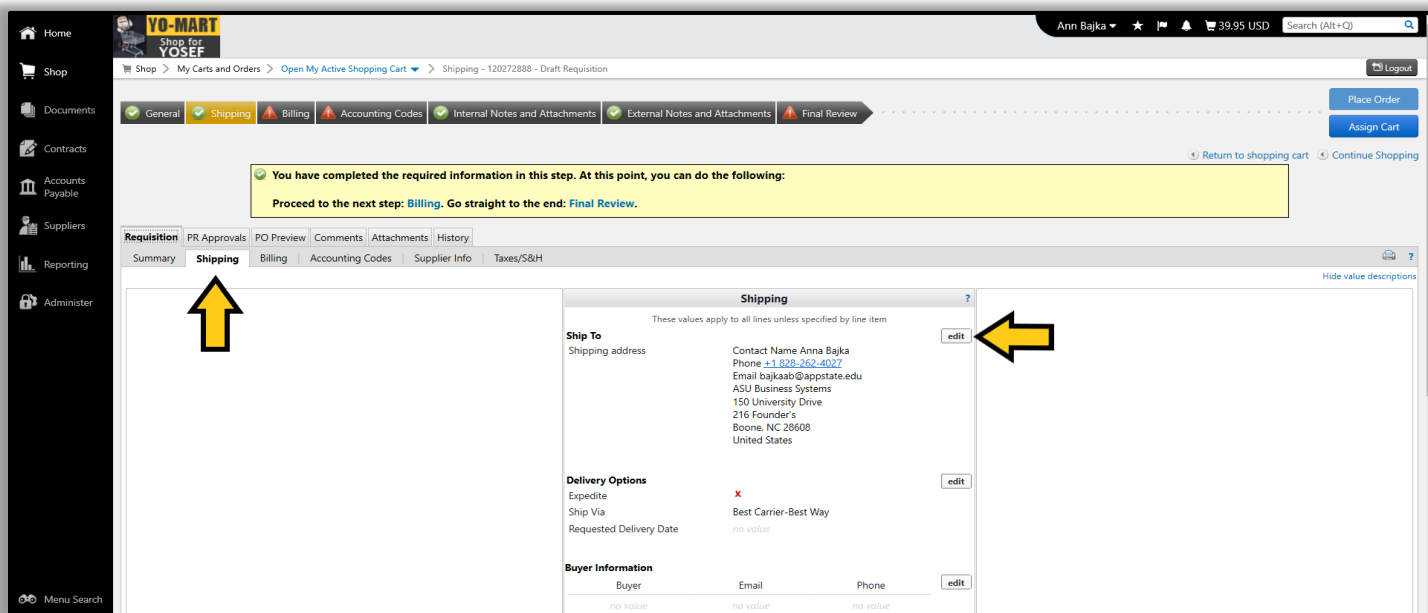 Home
Shop
Documents
Contracts
Accounts
Payable
Suppliers
Reporting
Administer
Menu Search
YO-MART
Shop for
YOSEF
Ann Bajka 39.95 USD Search (Alt+Q)
Shop > My Carts and Orders > Open My Active Shopping Cart > Shipping - 120272888 - Draft Requisition
Logout
General Shipping Billing Accounting Codes Internal Notes and Attachments External Notes and Attachments Final Review
Place Order
Assign Cart
Return to shopping cart Continue Shopping
You have completed the required information in this step. At this point, you can do the following:
Proceed to the next step: Billing. Go straight to the end: Final Review.
Requisition PR Approvals PO Preview Comments Attachments History
Summary Shipping Billing Accounting Codes Supplier Info Taxes/S&H ?
Hide value descriptions
Shipping ?
These values apply to all lines unless specified by line item
Ship To edit
Shipping address Contact Name Anna Bajka
Phone +1 828-262-4027
Email bajkaab@appstate.edu
ASU Business Systems
150 University Drive
216 Founder's
Boone, NC 28608
United States
Delivery Options edit
Expedite x
Ship Via Best Carrier-Best Way
Requested Delivery Date no value
Buyer Information
Buyer Email Phone edit
no value no value no value